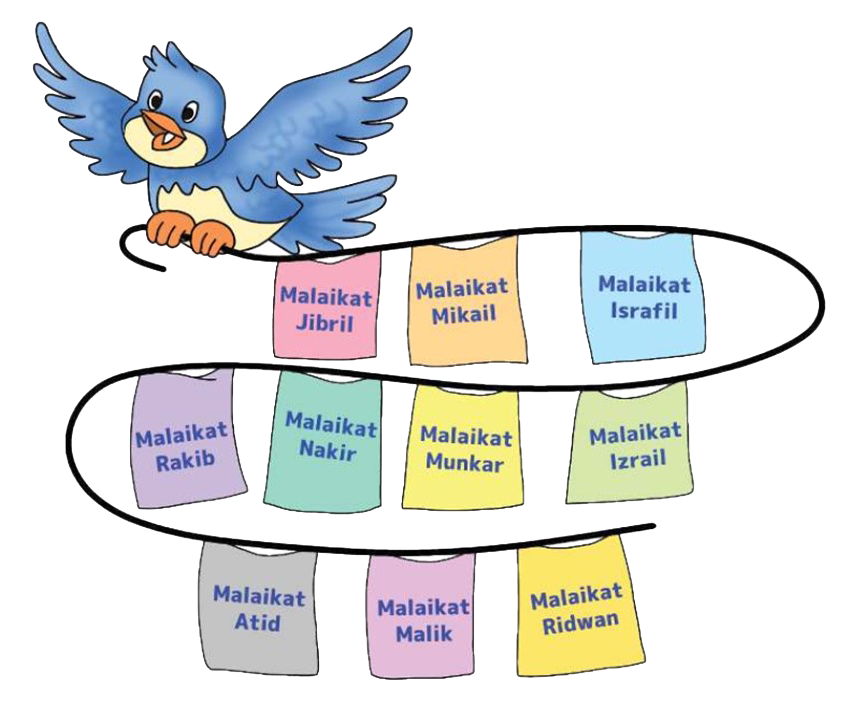 Malaikat
Jibril
Malaikat
Mikail
Malaikat
Israfil
Malaikat
Rakib
Malaikat
Nakir
Malaikat
Munkar
Malaikat
Izrail
Malaikat
Atid
Malaikat
Malik
Malaikat
Ridwan